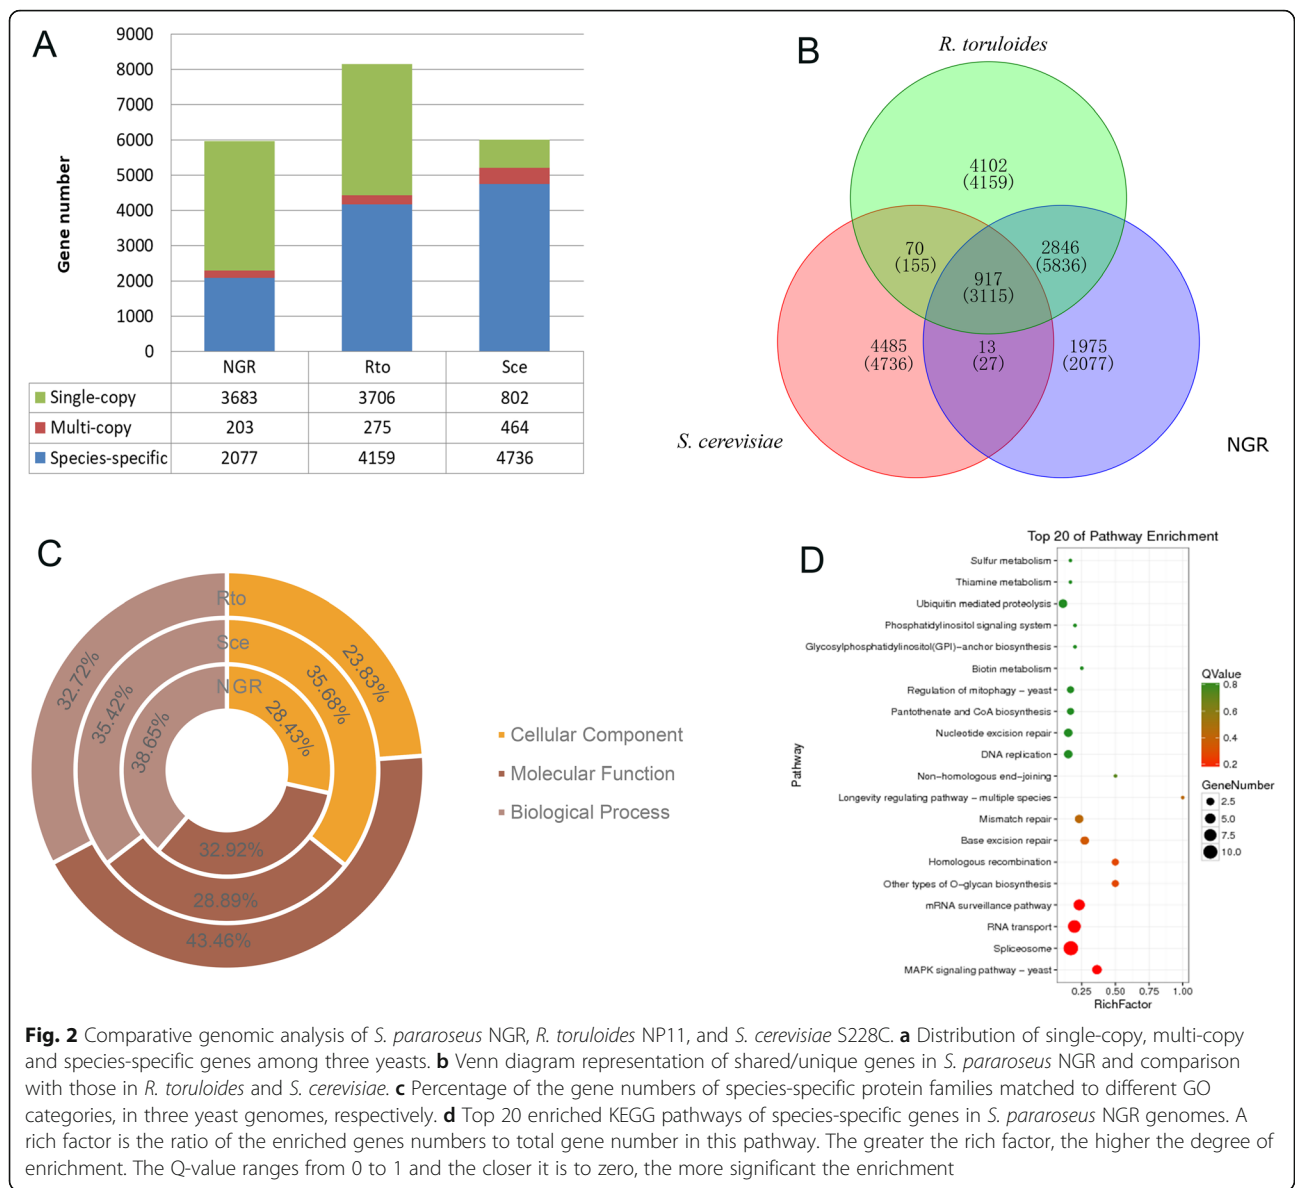 A
9000
8000
7000
6000
5000
4000
3000
2000
1000
0
Gene number
NGR Rto Sce
Single-copy 3683 3706 802
Multi-copy 203 275 464
Species-specific 2077 4159 4736
B
R. toruloides
4102
(4159)
70
(155)
2846
(5836)
917
(3115)
4485
(4736)
13
(27)
1975
(2077)
S. cerevisiae
NGR
C
Rto
Sce
NGR
23.83%
35.68%
28.43%
32.72%
35.42%
38.65%
32.92%
28.89%
43.46%
Cellular Component
Molecular Function
Biological Process
D
Top 20 of Pathway Enrichment
Sulfur metabolism
Thiamine metabolism
Ubiquitin mediated proteolysis
Phosphatidylinositol signaling system
Glycosylphosphatidylinositol(GPI)−anchor biosynthesis
Biotin metabolism
Regulation of mitophagy − yeast
Pantothenate and CoA biosynthesis
Nucleotide excision repair
DNA replication
Non−homologous end−joining
Longevity regulating pathway − multiple species
Mismatch repair
Base excision repair
Homologous recombination
Other types of O−glycan biosynthesis
mRNA surveillance pathway
RNA transport
Spliceosome
MAPK signaling pathway − yeast
Pathway
0.25 0.50 0.75 1.00
RichFactor
QValue
0.8
0.6
0.4
0.2
GeneNumber
2.5
5.0
7.5
10.0
Fig. 2 Comparative genomic analysis of S. pararoseus NGR, R. toruloides NP11, and S. cerevisiae S228C. a Distribution of single-copy, multi-copy
and species-specific genes among three yeasts. b Venn diagram representation of shared/unique genes in S. pararoseus NGR and comparison
with those in R. toruloides and S. cerevisiae. c Percentage of the gene numbers of species-specific protein families matched to different GO
categories, in three yeast genomes, respectively. d Top 20 enriched KEGG pathways of species-specific genes in S. pararoseus NGR genomes. A
rich factor is the ratio of the enriched genes numbers to total gene number in this pathway. The greater the rich factor, the higher the degree of
enrichment. The Q-value ranges from 0 to 1 and the closer it is to zero, the more significant the enrichment